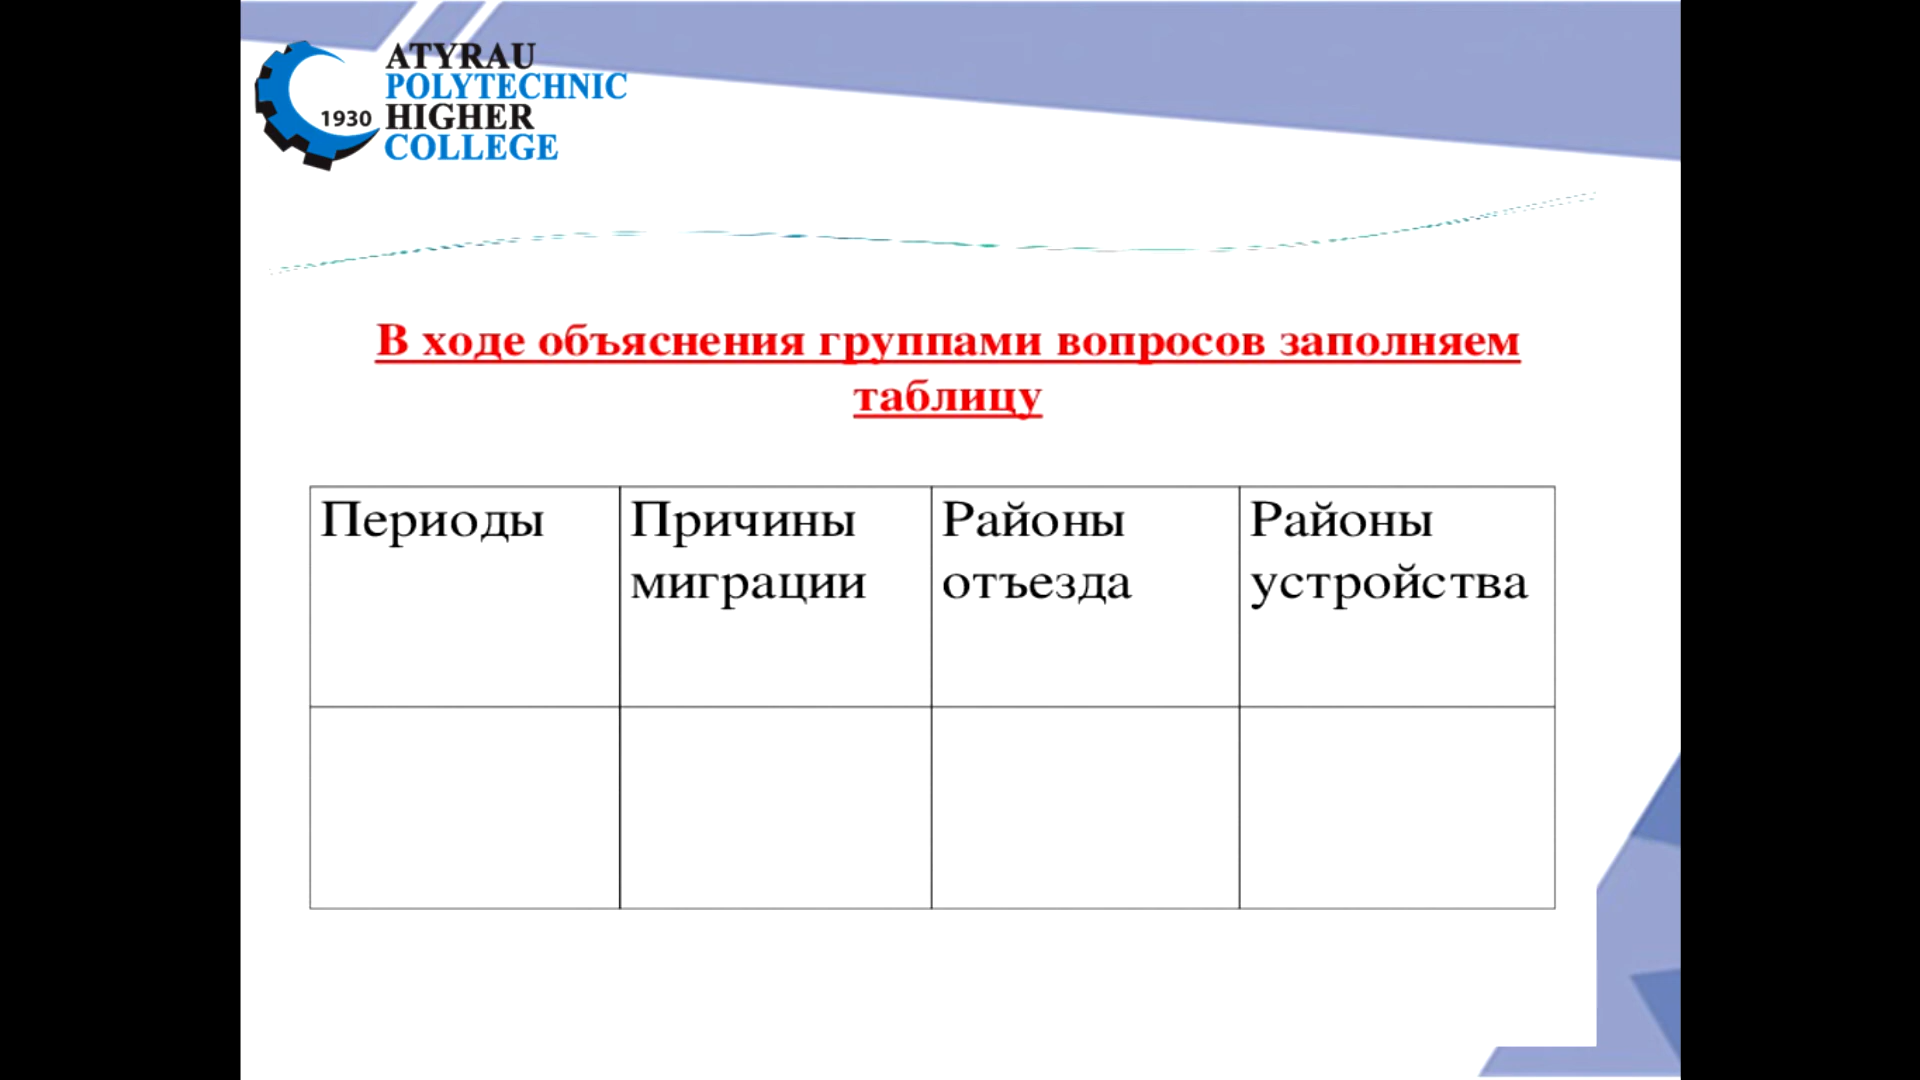 ATYRAU
POLYTECHNIC
1930 HIGHER
COLLEGE
В ходе объяснения группами вопросов заполняем
таблицу
Периоды
Причины
миграции
Районы
отъезда
Районы
устройства